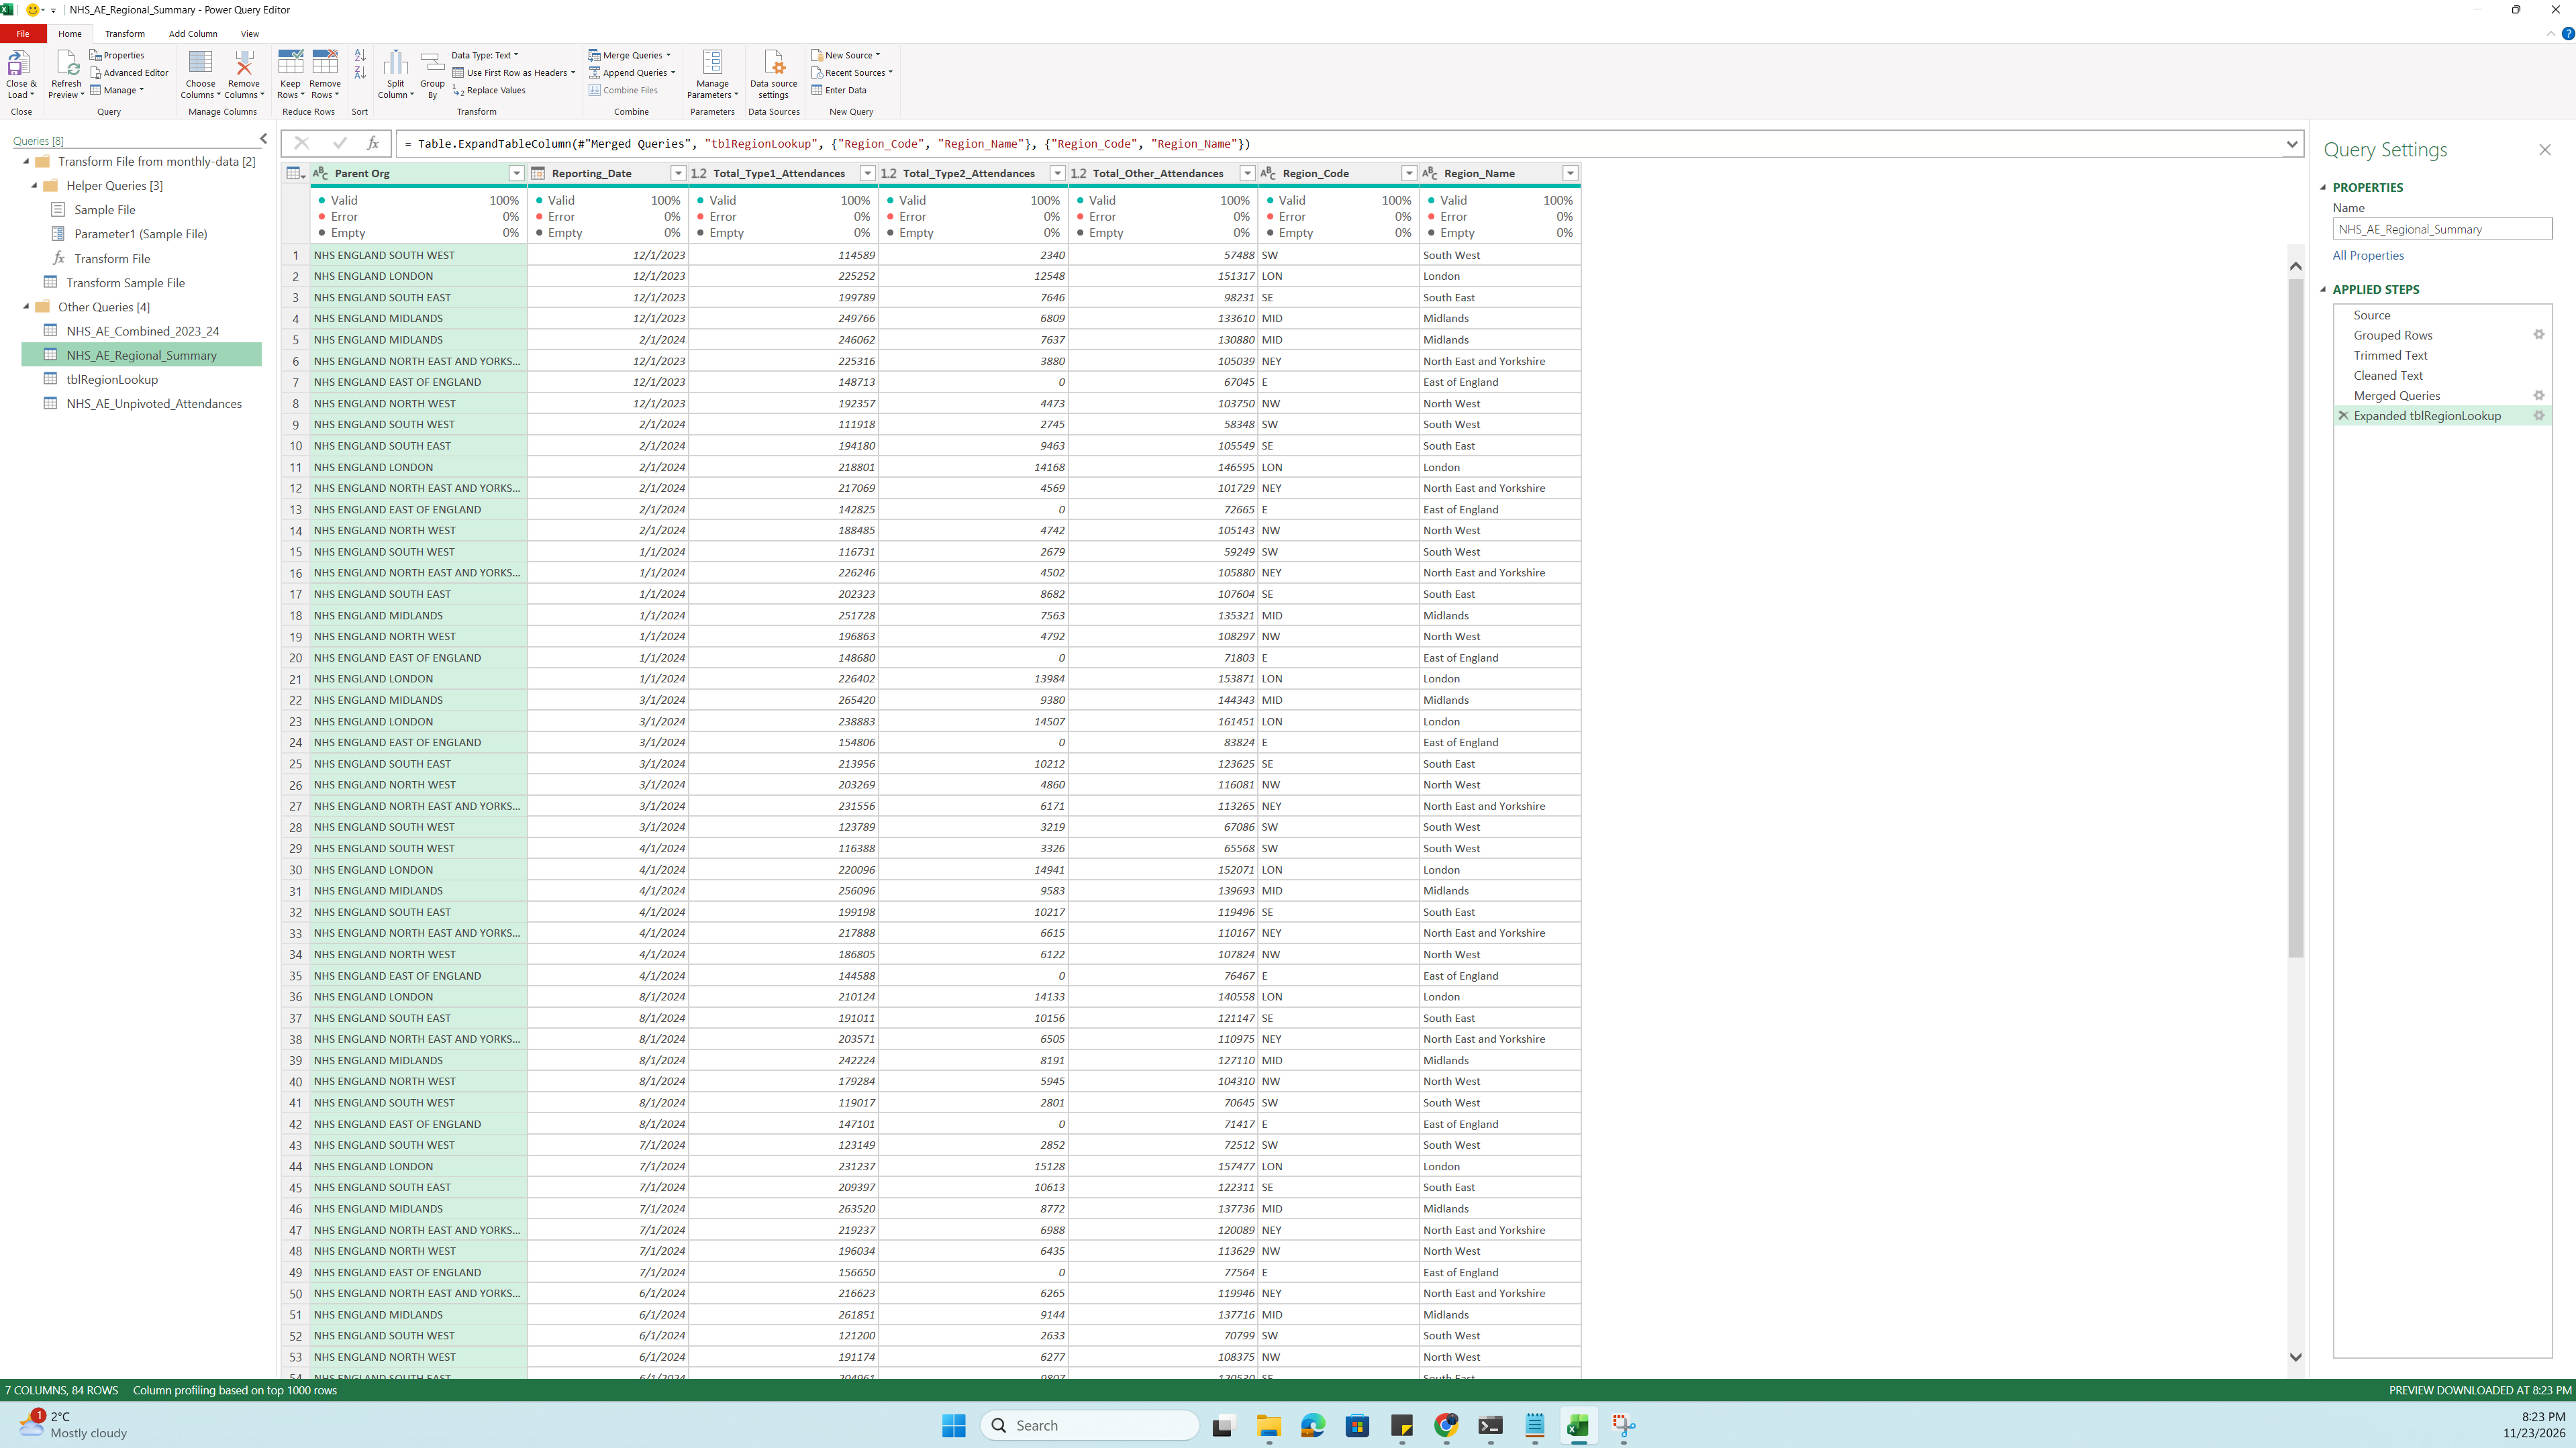 NHS_AE_Regional_Summary - Power Query Editor
File Home Transform Add Column View
Close & Load
Refresh Preview
Properties
Advanced Editor
Manage
Choose Columns
Remove Columns
Keep Rows
Remove Rows
Split Column
Group By
Data Type: Text
Use First Row as Headers
Replace Values
Merge Queries
Append Queries
Combine Files
Manage Parameters
Data source settings
New Source
Recent Sources
Enter Data
Close Query Manage Columns Reduce Rows Sort Transform Combine Parameters Data Sources New Query
Queries [8]
Transform File from monthly-data [2]
Helper Queries [3]
Sample File
Parameter1 (Sample File)
Transform File
Transform Sample File
Other Queries [4]
NHS_AE_Combined_2023_24
NHS_AE_Regional_Summary
tblRegionLookup
NHS_AE_Unpivoted_Attendances
= Table.ExpandTableColumn(#"Merged Queries", "tblRegionLookup", {"Region_Code", "Region_Name"}, {"Region_Code", "Region_Name"})
Parent Org Reporting_Date 1.2 Total_Type1_Attendances 1.2 Total_Type2_Attendances 1.2 Total_Other_Attendances Region_Code Region_Name
Valid 100% Valid 100% Valid 100% Valid 100% Valid 100% Valid 100% Valid 100%
Error 0% Error 0% Error 0% Error 0% Error 0% Error 0% Error 0%
Empty 0% Empty 0% Empty 0% Empty 0% Empty 0% Empty 0% Empty 0%
1 NHS ENGLAND SOUTH WEST 12/1/2023 114589 2340 57488 SW South West
2 NHS ENGLAND LONDON 12/1/2023 225252 12548 151317 LON London
3 NHS ENGLAND SOUTH EAST 12/1/2023 199789 7646 98231 SE South East
4 NHS ENGLAND MIDLANDS 12/1/2023 249766 6809 133610 MID Midlands
5 NHS ENGLAND MIDLANDS 2/1/2024 246062 7637 130880 MID Midlands
6 NHS ENGLAND NORTH EAST AND YORKS... 12/1/2023 225316 3880 105039 NEY North East and Yorkshire
7 NHS ENGLAND EAST OF ENGLAND 12/1/2023 148713 0 67045 E East of England
8 NHS ENGLAND NORTH WEST 12/1/2023 192357 4473 103750 NW North West
9 NHS ENGLAND SOUTH WEST 2/1/2024 111918 2745 58348 SW South West
10 NHS ENGLAND SOUTH EAST 2/1/2024 194180 9463 105549 SE South East
11 NHS ENGLAND LONDON 2/1/2024 218801 14168 146595 LON London
12 NHS ENGLAND NORTH EAST AND YORKS... 2/1/2024 217069 4569 101729 NEY North East and Yorkshire
13 NHS ENGLAND EAST OF ENGLAND 2/1/2024 142825 0 72665 E East of England
14 NHS ENGLAND NORTH WEST 2/1/2024 188485 4742 105143 NW North West
15 NHS ENGLAND SOUTH WEST 1/1/2024 116731 2679 59249 SW South West
16 NHS ENGLAND NORTH EAST AND YORKS... 1/1/2024 226246 4502 105880 NEY North East and Yorkshire
17 NHS ENGLAND SOUTH EAST 1/1/2024 202323 8682 107604 SE South East
18 NHS ENGLAND MIDLANDS 1/1/2024 251728 7563 135321 MID Midlands
19 NHS ENGLAND NORTH WEST 1/1/2024 196863 4792 108297 NW North West
20 NHS ENGLAND EAST OF ENGLAND 1/1/2024 148680 0 71803 E East of England
21 NHS ENGLAND LONDON 1/1/2024 226402 13984 153871 LON London
22 NHS ENGLAND MIDLANDS 3/1/2024 265420 9380 144343 MID Midlands
23 NHS ENGLAND LONDON 3/1/2024 238883 14507 161451 LON London
24 NHS ENGLAND EAST OF ENGLAND 3/1/2024 154806 0 83824 E East of England
25 NHS ENGLAND SOUTH EAST 3/1/2024 213956 10212 123625 SE South East
26 NHS ENGLAND NORTH WEST 3/1/2024 203269 4860 116081 NW North West
27 NHS ENGLAND NORTH EAST AND YORKS... 3/1/2024 231556 6171 113265 NEY North East and Yorkshire
28 NHS ENGLAND SOUTH WEST 3/1/2024 123789 3219 67086 SW South West
29 NHS ENGLAND SOUTH WEST 4/1/2024 116388 3326 65568 SW South West
30 NHS ENGLAND LONDON 4/1/2024 220096 14941 152071 LON London
31 NHS ENGLAND MIDLANDS 4/1/2024 256096 9583 139693 MID Midlands
32 NHS ENGLAND SOUTH EAST 4/1/2024 199198 10217 119496 SE South East
33 NHS ENGLAND NORTH EAST AND YORKS... 4/1/2024 217888 6615 110167 NEY North East and Yorkshire
34 NHS ENGLAND NORTH WEST 4/1/2024 186805 6122 107824 NW North West
35 NHS ENGLAND EAST OF ENGLAND 4/1/2024 144588 0 76467 E East of England
36 NHS ENGLAND LONDON 8/1/2024 210124 14133 140558 LON London
37 NHS ENGLAND SOUTH EAST 8/1/2024 191011 10156 121147 SE South East
38 NHS ENGLAND NORTH EAST AND YORKS... 8/1/2024 203571 6505 110975 NEY North East and Yorkshire
39 NHS ENGLAND MIDLANDS 8/1/2024 242224 8191 127110 MID Midlands
40 NHS ENGLAND NORTH WEST 8/1/2024 179284 5945 104310 NW North West
41 NHS ENGLAND SOUTH WEST 8/1/2024 119017 2801 70645 SW South West
42 NHS ENGLAND EAST OF ENGLAND 8/1/2024 147101 0 71417 E East of England
43 NHS ENGLAND SOUTH WEST 7/1/2024 123149 2852 72512 SW South West
44 NHS ENGLAND LONDON 7/1/2024 231237 15128 157477 LON London
45 NHS ENGLAND SOUTH EAST 7/1/2024 209397 10613 122311 SE South East
46 NHS ENGLAND MIDLANDS 7/1/2024 263520 8772 137736 MID Midlands
47 NHS ENGLAND NORTH EAST AND YORKS... 7/1/2024 219237 6988 120089 NEY North East and Yorkshire
48 NHS ENGLAND NORTH WEST 7/1/2024 196034 6435 113629 NW North West
49 NHS ENGLAND EAST OF ENGLAND 7/1/2024 156650 0 77564 E East of England
50 NHS ENGLAND NORTH EAST AND YORKS... 6/1/2024 216623 6265 119946 NEY North East and Yorkshire
51 NHS ENGLAND MIDLANDS 6/1/2024 261851 9144 137716 MID Midlands
52 NHS ENGLAND SOUTH WEST 6/1/2024 121200 2633 70799 SW South West
53 NHS ENGLAND NORTH WEST 6/1/2024 191174 6277 108375 NW North West
Query Settings
PROPERTIES
Name
NHS_AE_Regional_Summary
All Properties
APPLIED STEPS
Source
Grouped Rows
Trimmed Text
Cleaned Text
Merged Queries
Expanded tblRegionLookup
7 COLUMNS, 84 ROWS Column profiling based on top 1000 rows
PREVIEW DOWNLOADED AT 8:23 PM
1
2°C
Mostly cloudy
Search
8:23 PM
11/23/2026